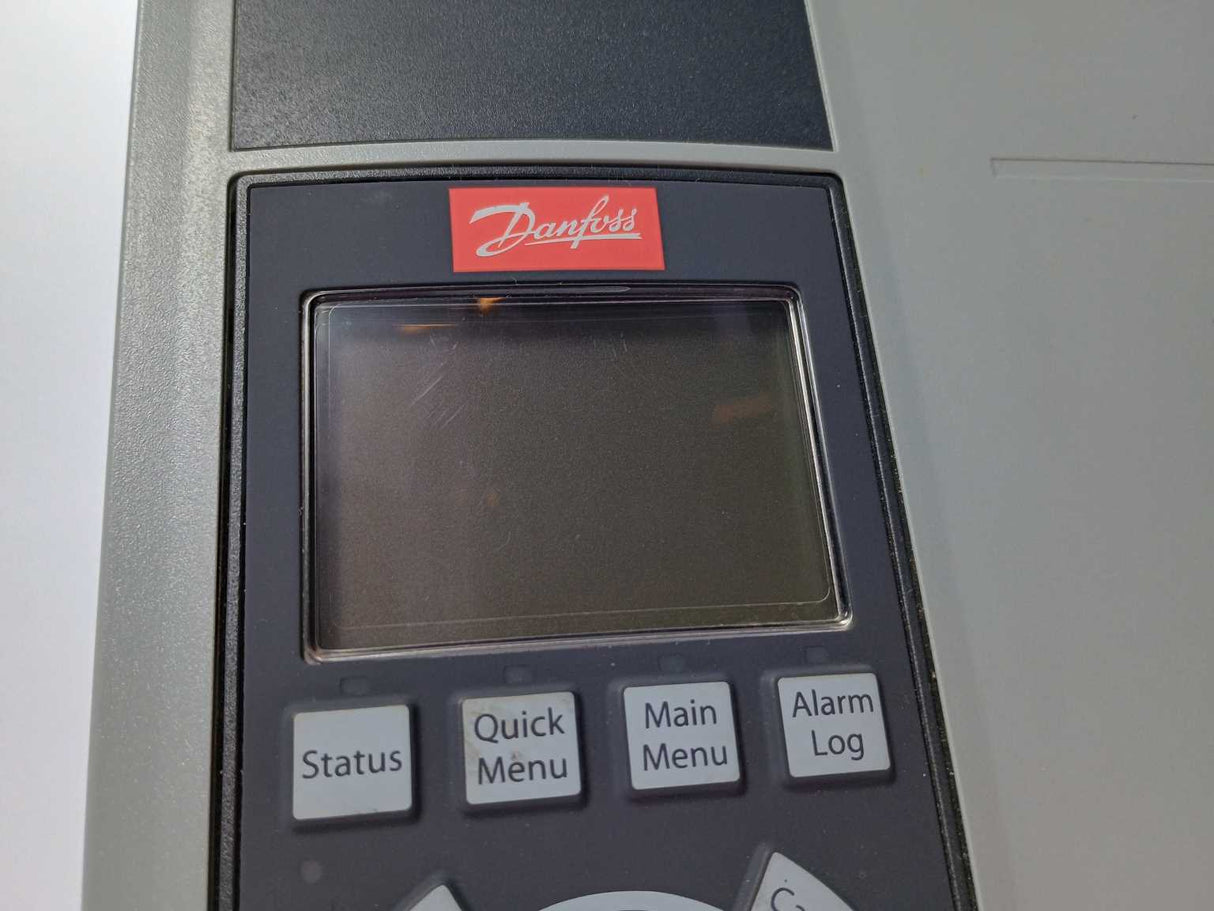 Danfoss
Status
Quick
Menu
Main
Menu
Alarm
Log